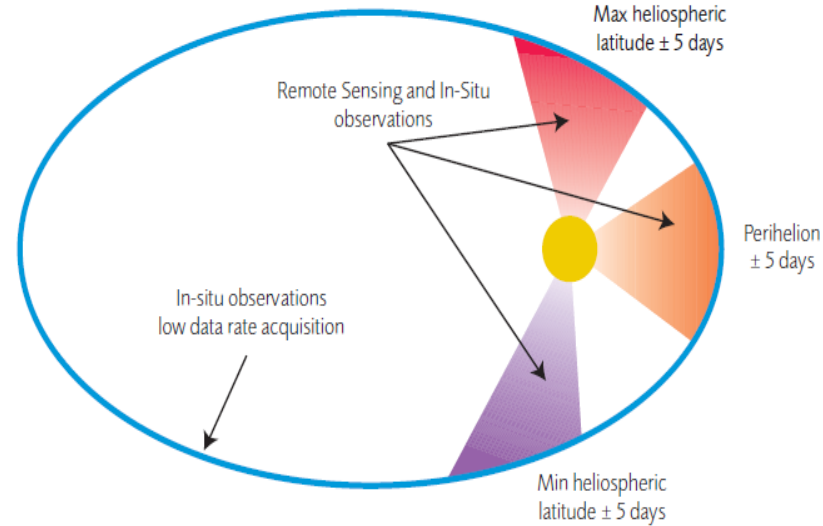 Max heliospheric
latitude ± 5 days
Remote Sensing and In-Situ
observations
Perihelion
± 5 days
In-situ observations
low data rate acquisition
Min heliospheric
latitude ± 5 days